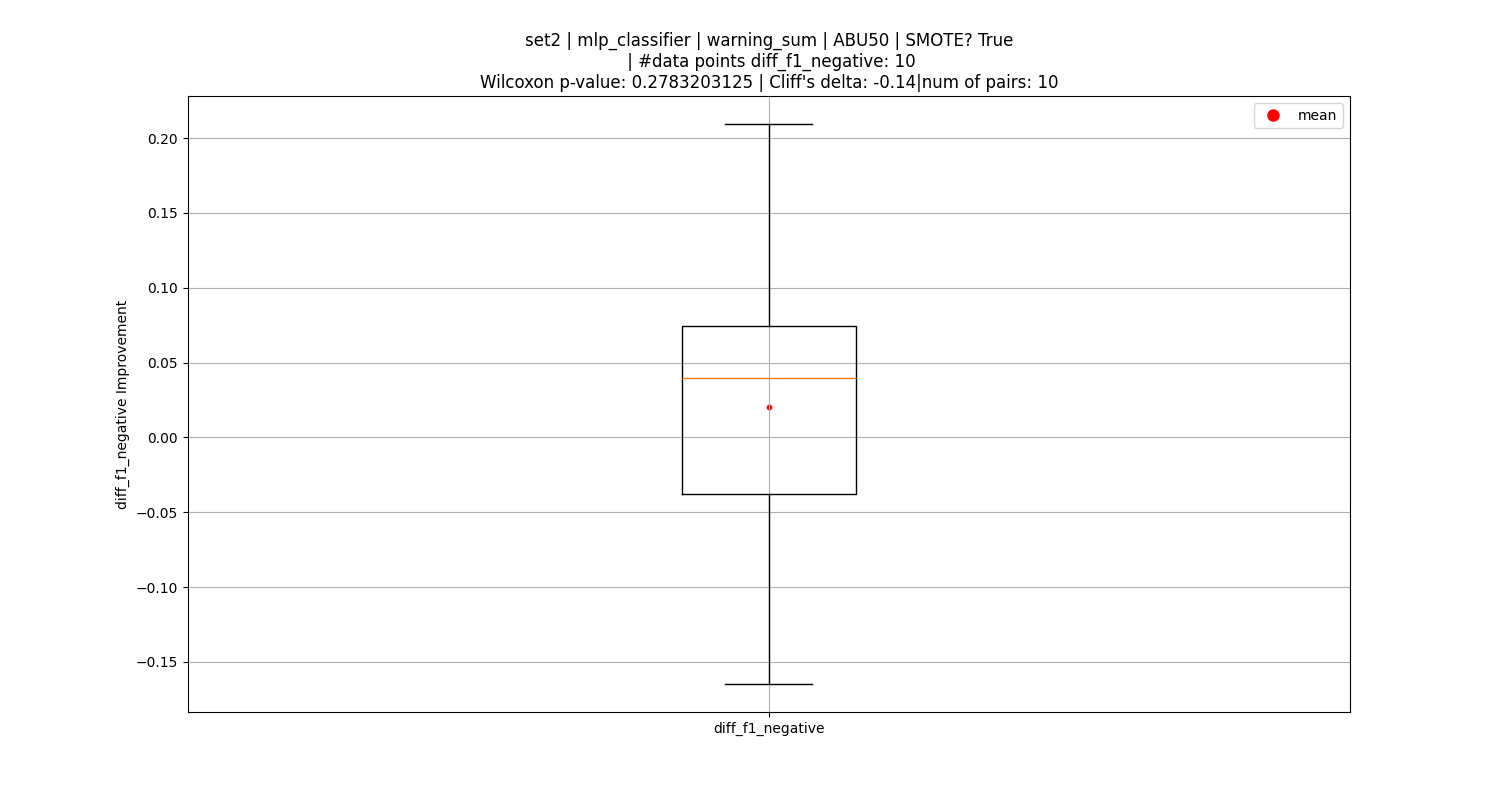 set2 | mlp_classifier | warning_sum | ABU50 | SMOTE? True
| #data points diff_f1_negative: 10
Wilcoxon p-value: 0.2783203125 | Cliff's delta: -0.14|num of pairs: 10
mean
0.20
0.15
0.10
0.05
0.00
−0.05
−0.10
−0.15
diff_f1_negative Improvement
diff_f1_negative